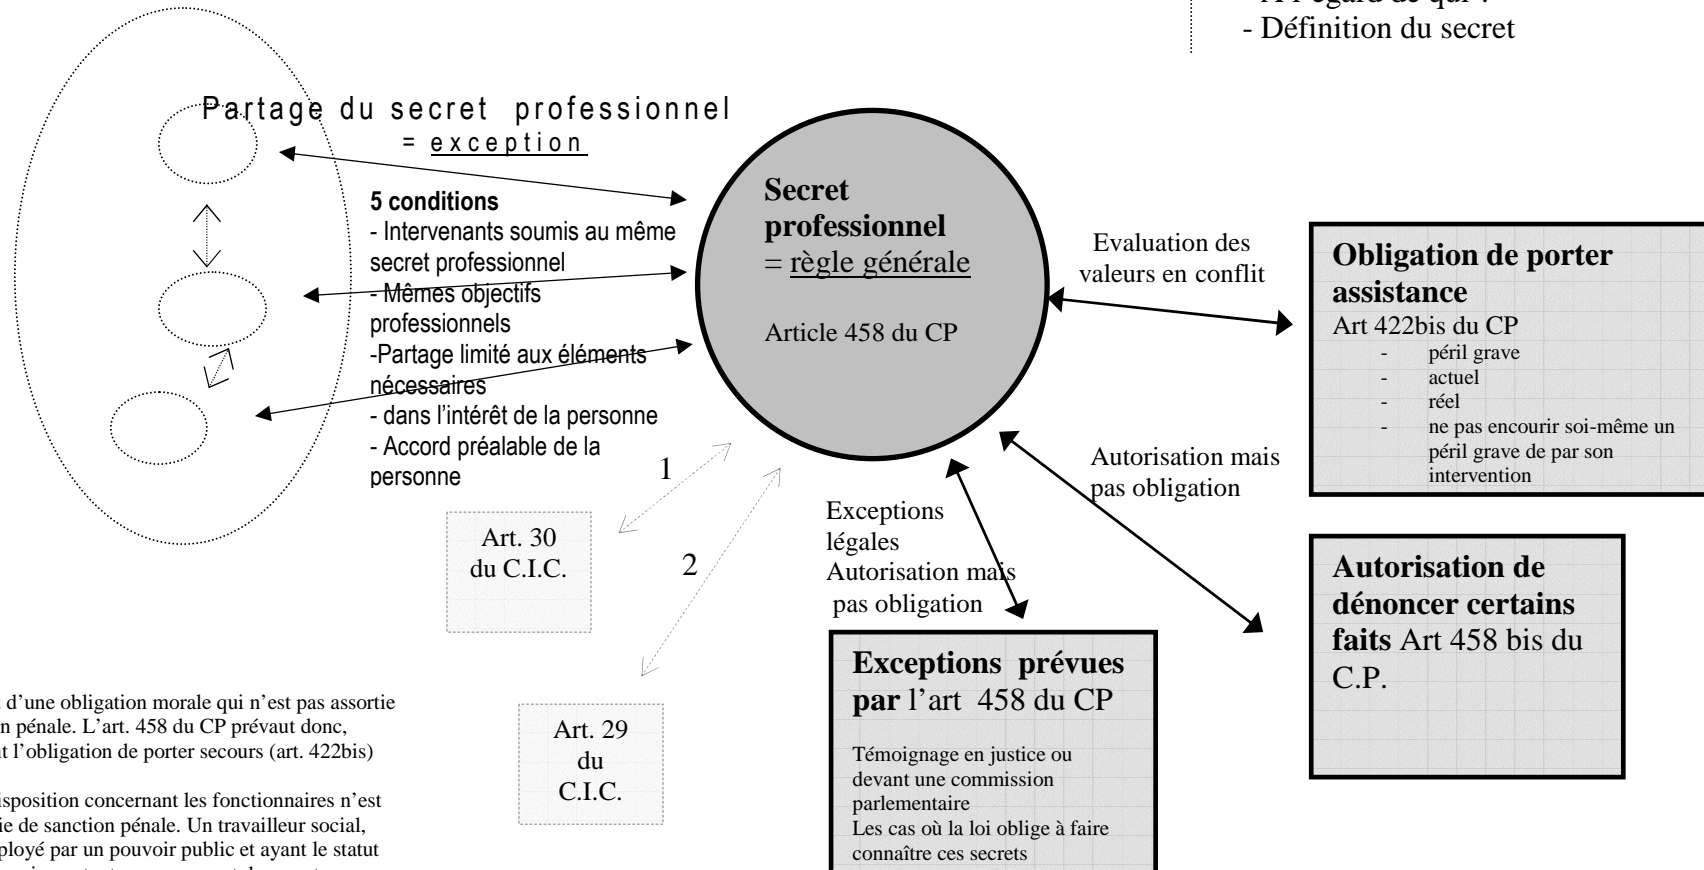 - Définition du secret
Partage du secret professionnel
= exception
5 conditions
- Intervenants soumis au même
secret professionnel
- Mêmes objectifs
professionnels
-Partage limité aux éléments
nécessaires
- dans l’intérêt de la personne
- Accord préalable de la
personne
Secret
professionnel
= règle générale
Article 458 du CP
Evaluation des
valeurs en conflit
Obligation de porter
assistance
Art 422bis du CP
- péril grave
- actuel
- réel
- ne pas encourir soi-même un
péril grave de par son
intervention
Autorisation mais
pas obligation
Autorisation de
dénoncer certains
faits Art 458 bis du
C.P.
Exceptions
légales
Autorisation mais
pas obligation
Exceptions prévues
par l’art 458 du CP
Témoignage en justice ou
devant une commission
parlementaire
Les cas où la loi oblige à faire
connaître ces secrets
1
Art. 30
du C.I.C.
2
Art. 29
du
C.I.C.
d’une obligation morale qui n’est pas assortie
pénale. L’art. 458 du CP prévaut donc,
l’obligation de porter secours (art. 422bis)
concernant les fonctionnaires n’est
de sanction pénale. Un travailleur social,
par un pouvoir public et ayant le statut